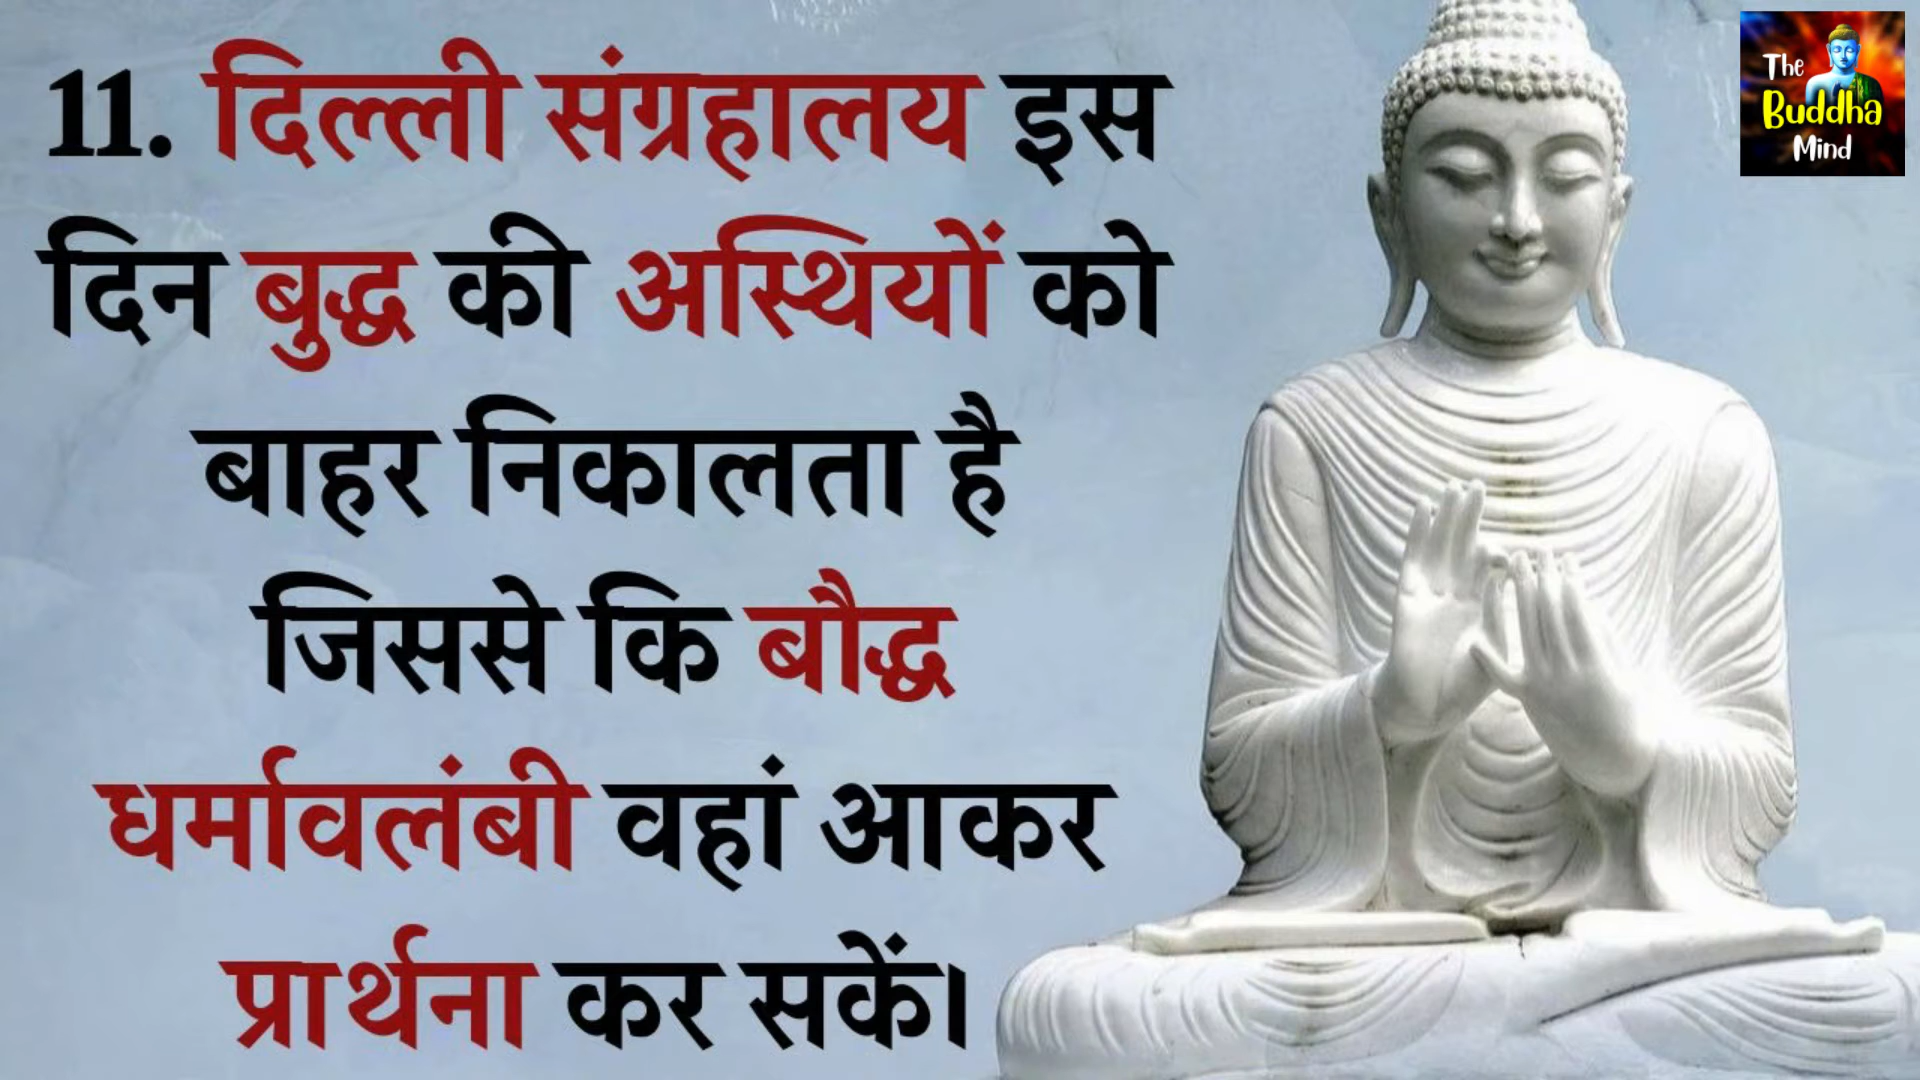 11. दिल्ली संग्रहालय इस
दिन बुद्ध की अस्थियों को
बाहर निकालता है
जिससे कि बौद्ध
धर्मावलंबी वहां आकर
प्रार्थना कर सकें।
The
Buddha
Mind